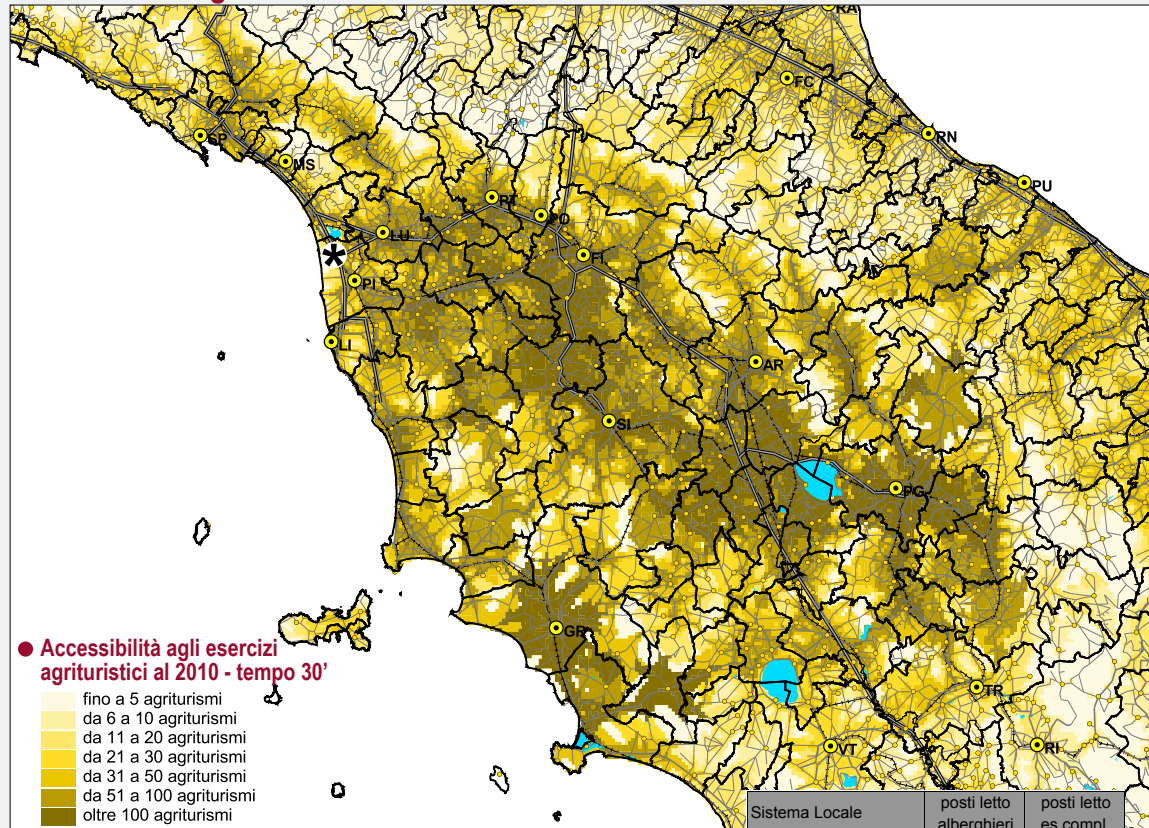 RA
FC
RN
SP
MS
PU
PT
PO
LU
FI
PI
LI
AR
SI
PG
GR
TR
VT
RI
● Accessibilità agli esercizi
agrituristici al 2010 - tempo 30’
fino a 5 agriturismi
da 6 a 10 agriturismi
da 11 a 20 agriturismi
da 21 a 30 agriturismi
da 31 a 50 agriturismi
da 51 a 100 agriturismi
oltre 100 agriturismi
Sistema Locale posti letto posti letto
alberghieri es.compl.